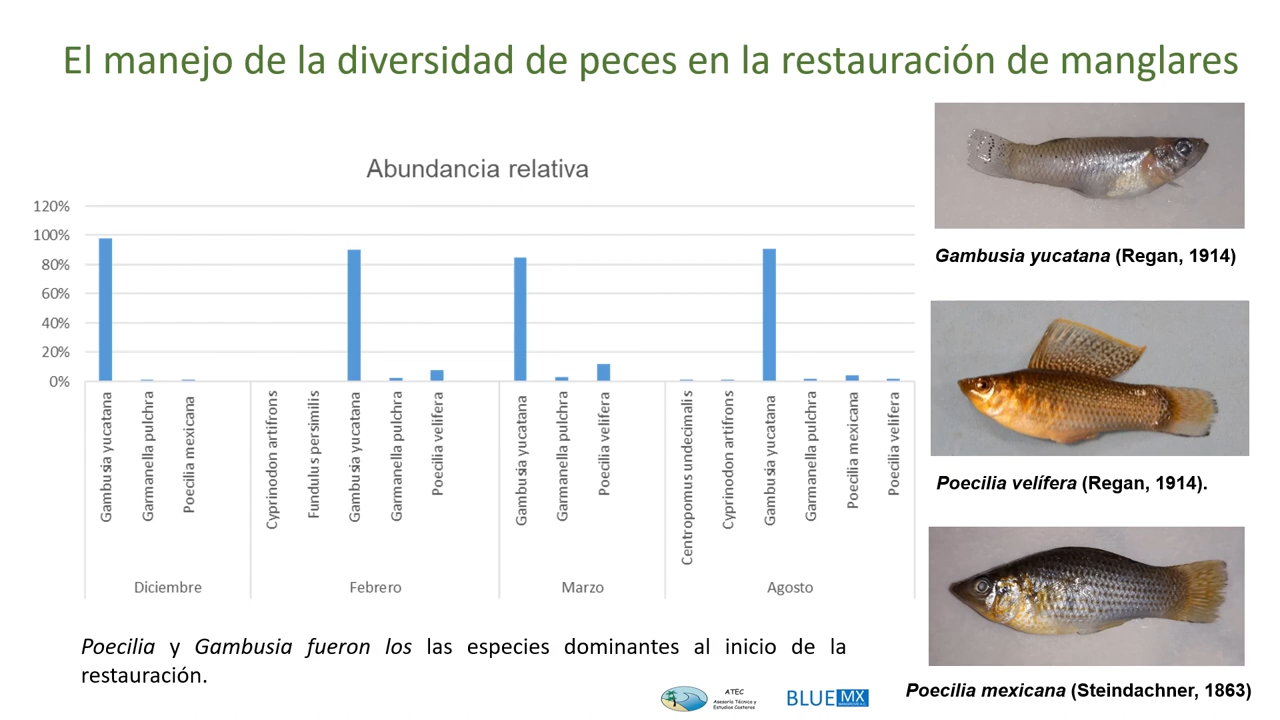 El manejo de la diversidad de peces en la restauración de manglares
Abundancia relativa
120%
100%
80%
60%
40%
20%
0%
Gambusia yucatana
Garmanella pulchra
Poecilia mexicana
Cyprinodon artifrons
Fundulus persimilis
Gambusia yucatana
Garmanella pulchra
Poecilia velifera
Gambusia yucatana
Garmanella pulchra
Poecilia velifera
Centropomus undecimalis
Cyprinodon artifrons
Gambusia yucatana
Garmanella pulchra
Poecilia mexicana
Poecilia velifera
Diciembre
Febrero
Marzo
Agosto
Gambusia yucatana (Regan, 1914)
Poecilia velífera (Regan, 1914).
Poecilia mexicana (Steindachner, 1863)
Poecilia y Gambusia fueron los las especies dominantes al inicio de la
restauración.
ATEC
Asesoría Técnica y
Estudios Costeros
BLUE MX